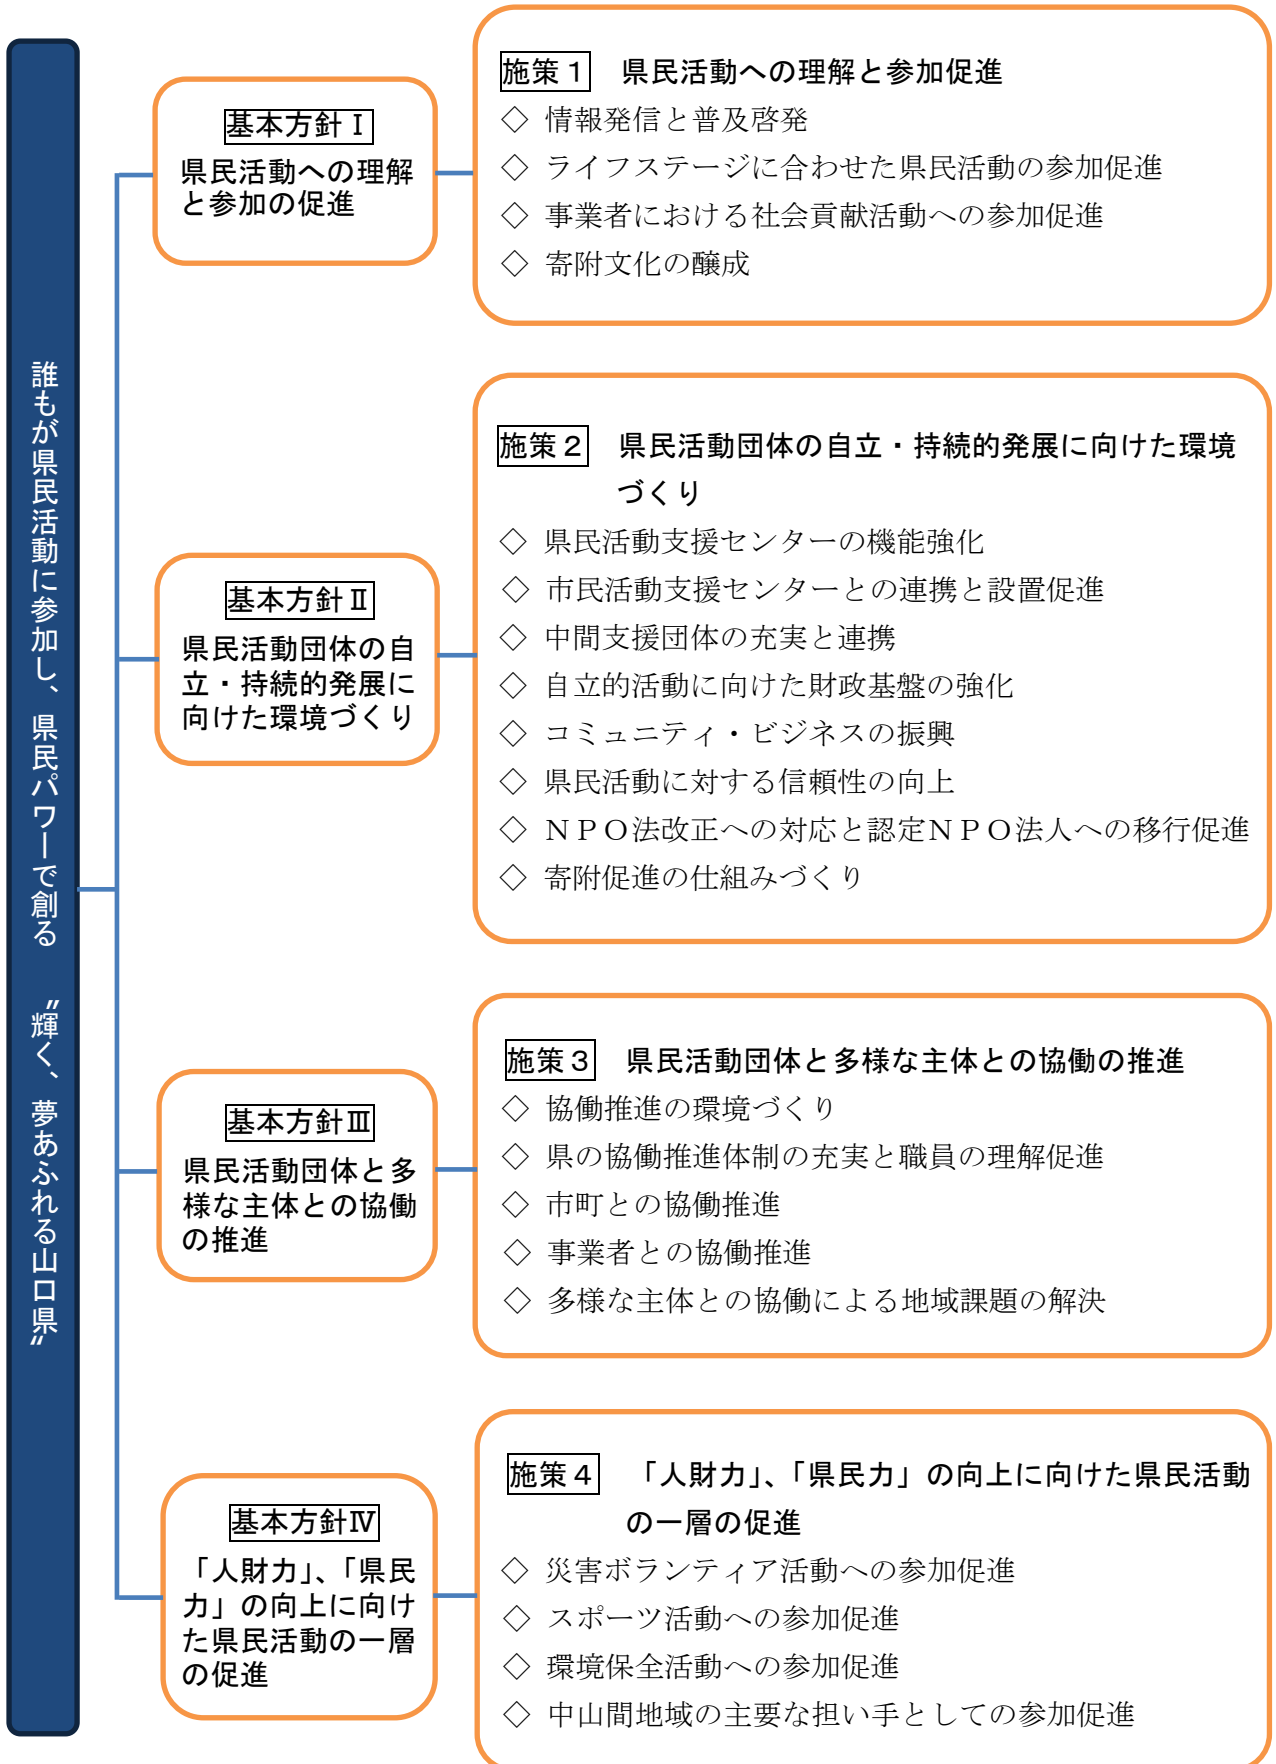 誰もが県民活動に参加し、県民パワーで創る　〝輝く、夢あふれる山口県〟
基本方針Ⅰ
県民活動への理解
と参加の促進
施策１　県民活動への理解と参加促進
◇ 情報発信と普及啓発
◇ ライフステージに合わせた県民活動の参加促進
◇ 事業者における社会貢献活動への参加促進
◇ 寄附文化の醸成
基本方針Ⅱ
県民活動団体の自
立・持続的発展に
向けた環境づくり
施策２　県民活動団体の自立・持続的発展に向けた環境
づくり
◇ 県民活動支援センターの機能強化
◇ 市民活動支援センターとの連携と設置促進
◇ 中間支援団体の充実と連携
◇ 自立的活動に向けた財政基盤の強化
◇ コミュニティ・ビジネスの振興
◇ 県民活動に対する信頼性の向上
◇ ＮＰＯ法改正への対応と認定ＮＰＯ法人への移行促進
◇ 寄附促進の仕組みづくり
基本方針Ⅲ
県民活動団体と多
様な主体との協働
の推進
施策３　県民活動団体と多様な主体との協働の推進
◇ 協働推進の環境づくり
◇ 県の協働推進体制の充実と職員の理解促進
◇ 市町との協働推進
◇ 事業者との協働推進
◇ 多様な主体との協働による地域課題の解決
基本方針Ⅳ
「人財力」、「県民
力」の向上に向け
た県民活動の一層
の促進
施策４　「人財力」、「県民力」の向上に向けた県民活動
の一層の促進
◇ 災害ボランティア活動への参加促進
◇ スポーツ活動への参加促進
◇ 環境保全活動への参加促進
◇ 中山間地域の主要な担い手としての参加促進